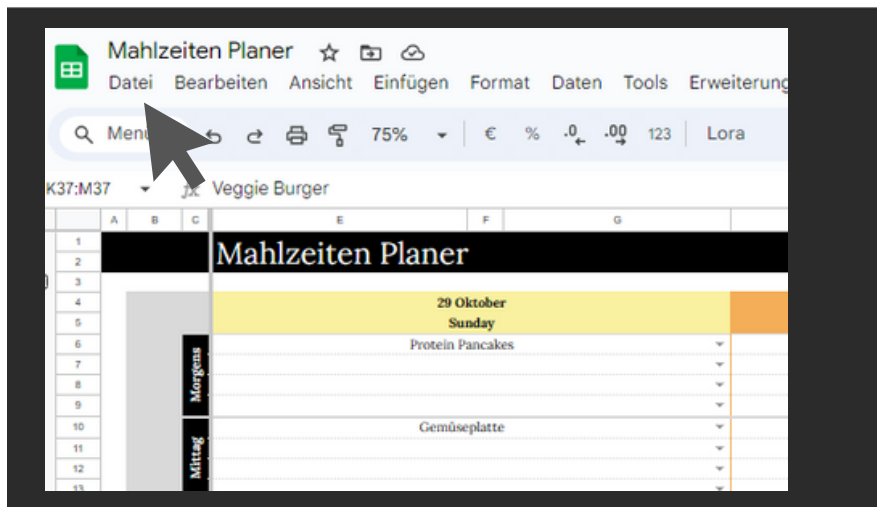 Mahlzeiten Planer
Datei Bearbeiten Ansicht Einfügen Format Daten Tools Erweiterung
Men 75% € % .0 .00 123 Lora
K37:M37 fx Veggie Burger
A B C E F G
1 Mahlzeiten Planer
2
3
4 29 Oktober
5 Sunday
6 Protein Pancakes
7
8
9
Morgens
10 Gemüseplatte
11
12
13
Mittag